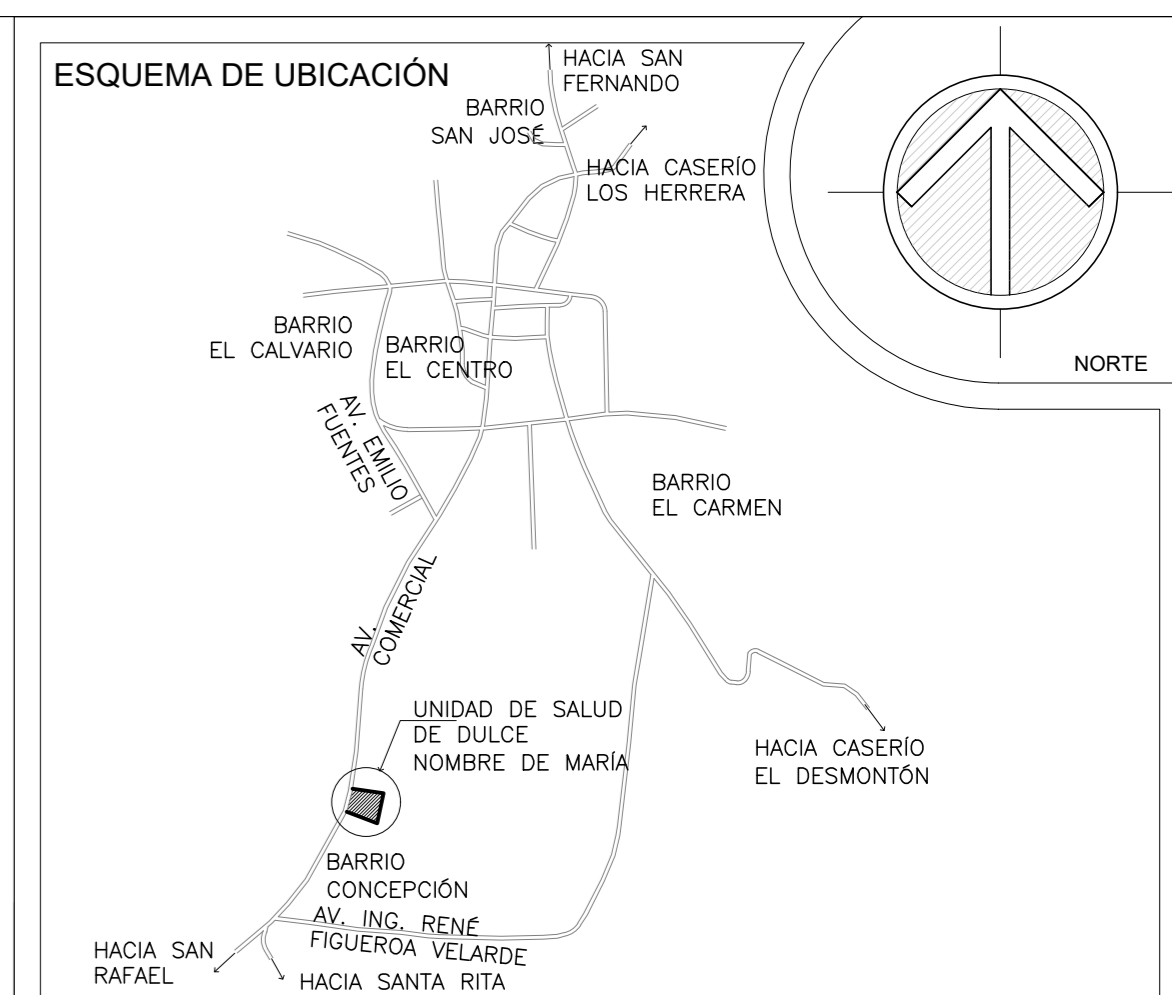 ESQUEMA DE UBICACIÓN
HACIA SAN
FERNANDO
BARRIO
SAN JOSÉ
HACIA CASERÍO
LOS HERRERA
NORTE
BARRIO
EL CALVARIO
BARRIO
EL CENTRO
AV. EMILIO
FUENTES
BARRIO
EL CARMEN
AV.
COMERCIAL
UNIDAD DE SALUD
DE DULCE
NOMBRE DE MARÍA
HACIA CASERÍO
EL DESMONTÓN
BARRIO
CONCEPCIÓN
AV. ING. RENÉ
FIGUEROA VELARDE
HACIA SAN
RAFAEL
HACIA SANTA RITA